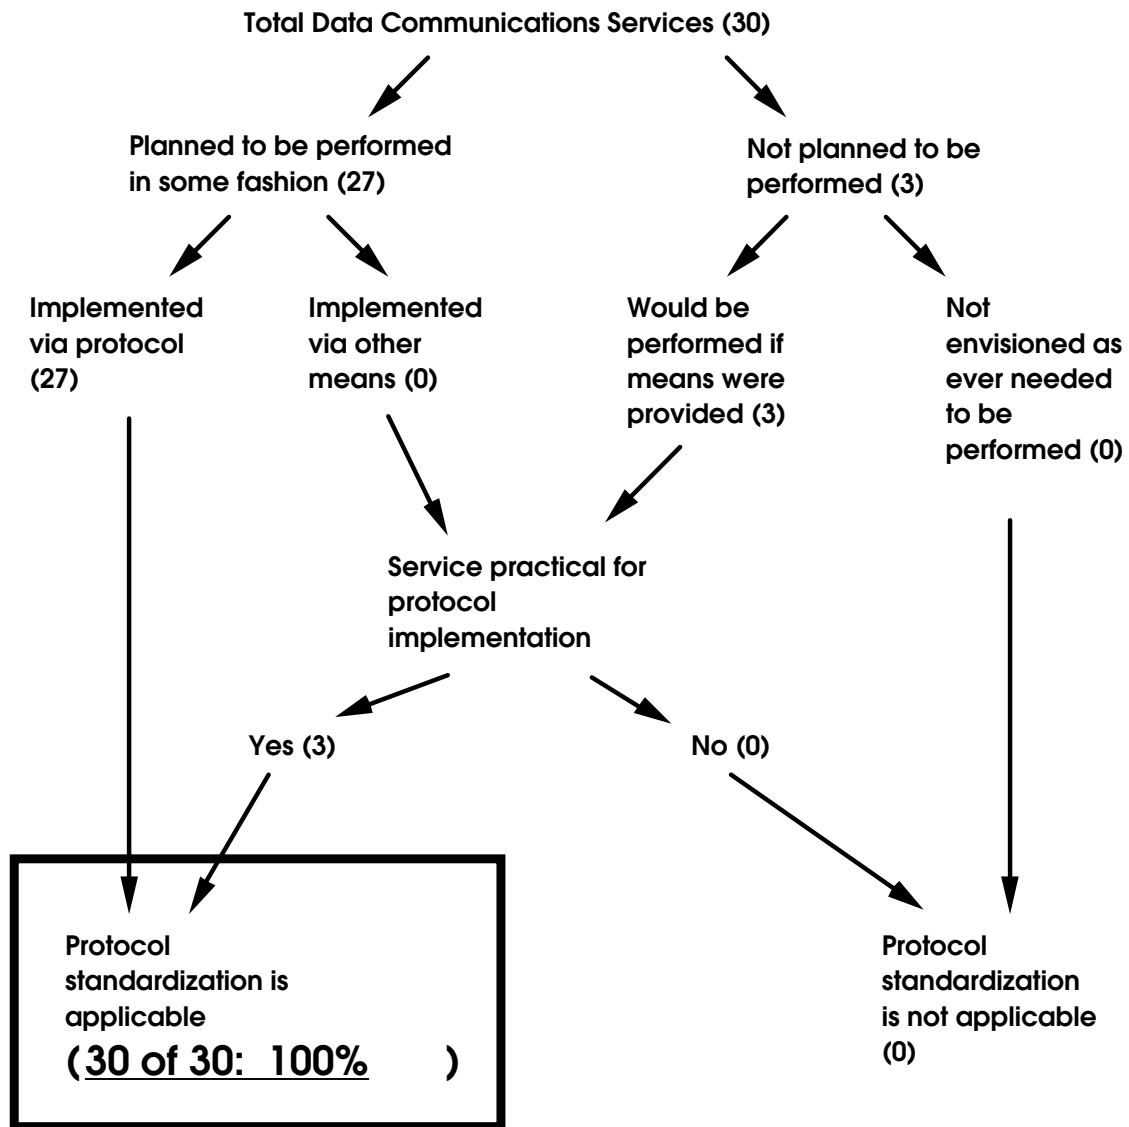 Total Data Communications Services (30)
Planned to be performed
in some fashion (27)
Not planned to be
performed (3)
Implemented
via protocol
(27)
Implemented
via other
means (0)
Would be
performed if
means were
provided (3)
Not
envisioned as
ever needed
to be
performed (0)
Service practical for
protocol
implementation
Yes (3)
No (0)
Protocol
standardization is
applicable
(30 of 30: 100% )
Protocol
standardization
is not applicable
(0)